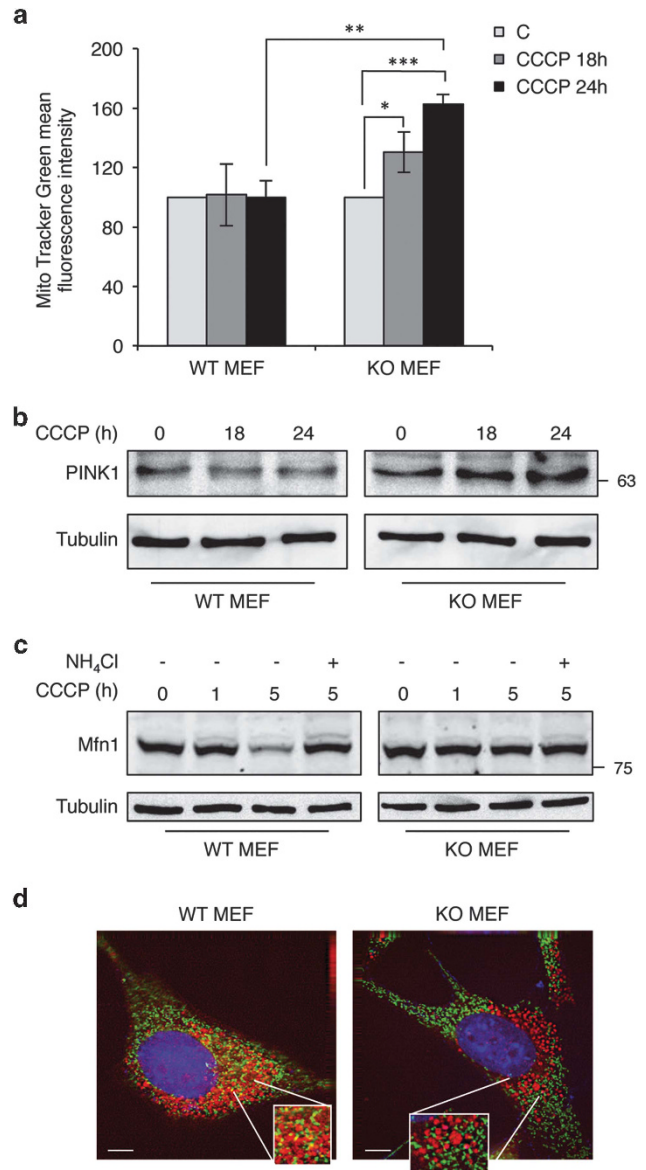 a
**
C
CCCP 18h
CCCP 24h
***
*
Mito Tracker Green mean
fluorescence intensity
200
160
120
80
40
0
WT MEF KO MEF
b
CCCP (h) 0 18 24 0 18 24
PINK1 63
Tubulin
WT MEF KO MEF
c
NH₄Cl - - - + - - - +
CCCP (h) 0 1 5 5 0 1 5 5
Mfn1 75
Tubulin
WT MEF KO MEF
d
WT MEF KO MEF